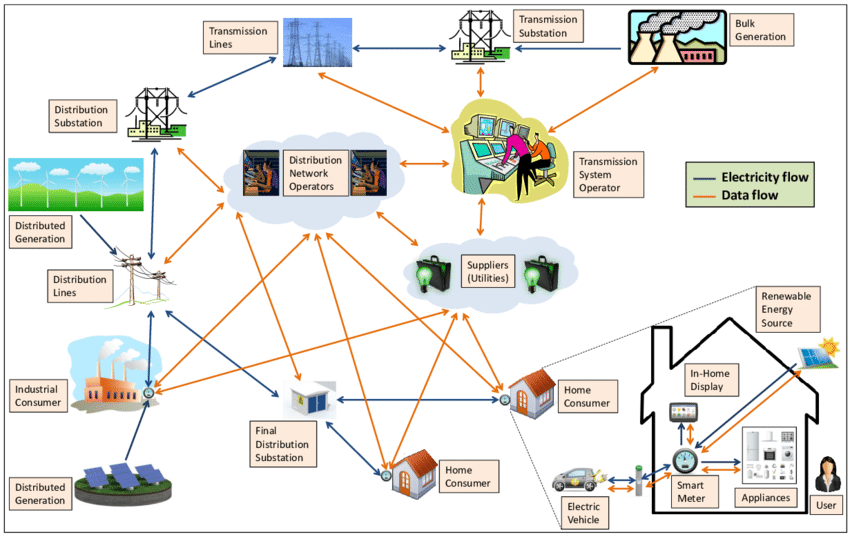 Transmission
Lines
Transmission
Substation
Bulk
Generation
Distribution
Substation
Distribution
Network
Operators
Transmission
System
Operator
Electricity flow
Data flow
Distributed
Generation
Distribution
Lines
Suppliers
(Utilities)
Renewable
Energy
Source
Industrial
Consumer
Home
Consumer
In-Home
Display
Final
Distribution
Substation
Home
Consumer
Distributed
Generation
Electric
Vehicle
Smart
Meter
Appliances
User